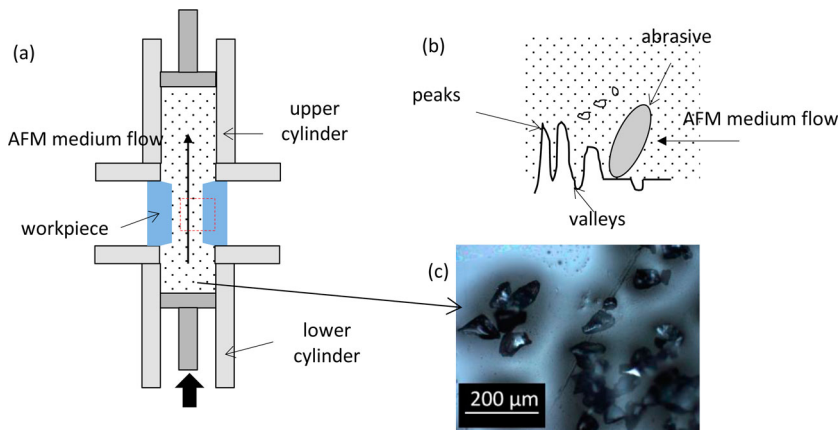 (a)
upper
cylinder
AFM medium flow
workpiece
lower
cylinder
(b)
abrasive
peaks
AFM medium flow
valleys
(c)
200 µm